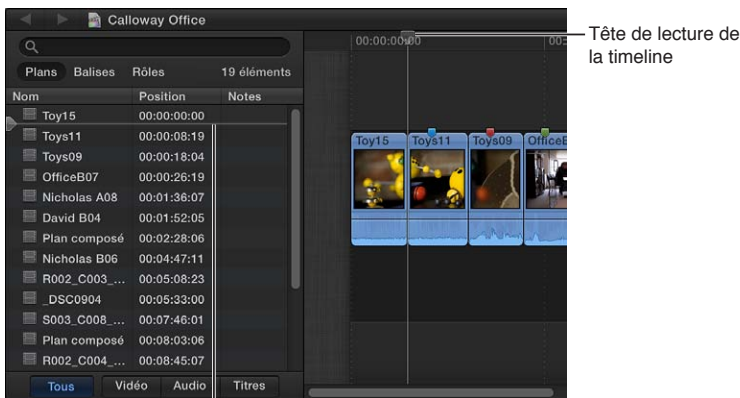 Calloway Office
Plans Balises Rôles 19 éléments
Nom Position Notes
Toy15 00:00:00:00
Toys11 00:00:08:19
Toys09 00:00:18:04
OfficeB07 00:00:26:19
Nicholas A08 00:01:36:07
David B04 00:01:52:05
Plan composé 00:02:28:06
Nicholas B06 00:04:47:11
R002_C003_... 00:05:08:23
_DSC0904 00:05:33:00
S003_C008_... 00:07:46:01
Plan composé 00:08:03:06
R002_C004_... 00:08:45:07
Tous Vidéo Audio Titres
00:00:00:00 00:
Toy15 Toys11 Toys09 OfficeB
Tête de lecture de
la timeline